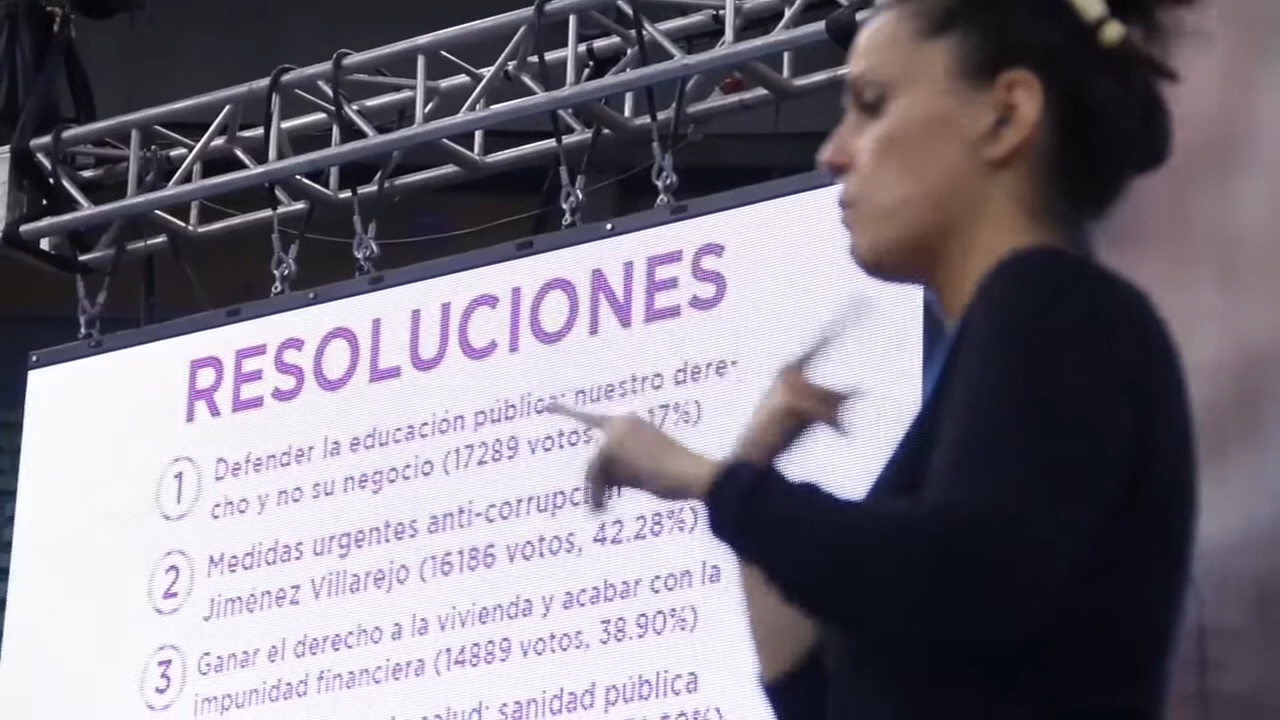 RESOLUCIONES
1 Defender la educación pública: nuestro dere-
cho y no su negocio (17289 votos 17%)
2 Medidas urgentes anti-corrupción
Jiménez Villarejo (16186 votos, 42.28%)
3 Ganar el derecho a la vivienda y acabar con la
impunidad financiera (14889 votos, 38.90%)
salud: sanidad pública